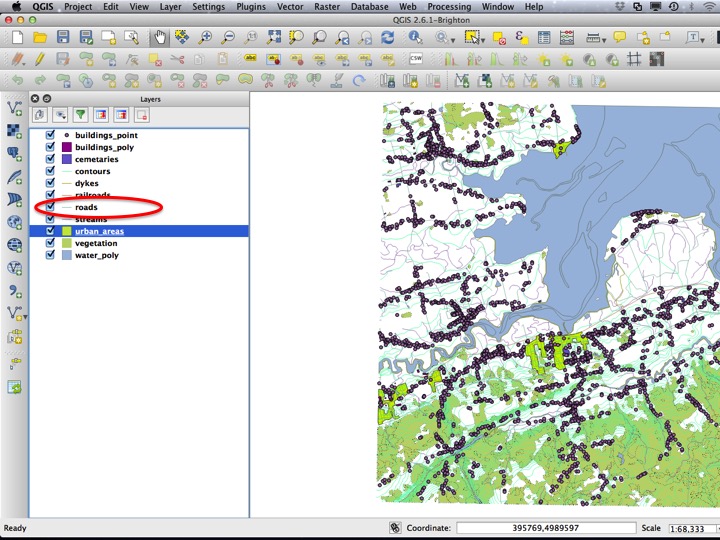 QGIS Project Edit View Layer Settings Plugins Vector Raster Database Web Processing Window Help
QGIS 2.6.1-Brighton
Layers
buildings_point
buildings_poly
cemetaries
contours
dykes
railroads
roads
streams
urban_areas
vegetation
water_poly
Ready Coordinate: 395769,4989597 Scale 1:68,333